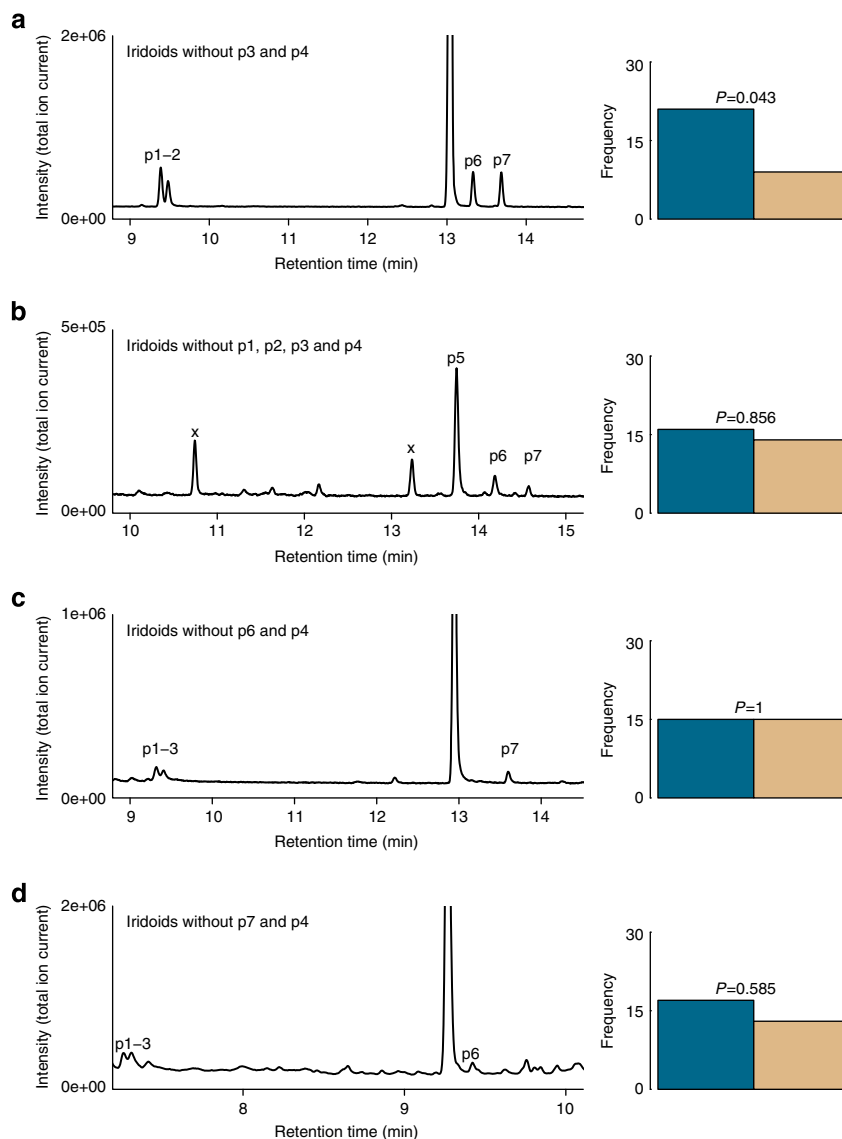 a
2e+06
Iridoids without p3 and p4
Intensity (total ion current)
p1–2
p6
p7
0e+00
9 10 11 12 13 14
Retention time (min)
30
15
0
Frequency
P=0.043
b
5e+05
Iridoids without p1, p2, p3 and p4
Intensity (total ion current)
x
x
p5
p6
p7
0e+00
10 11 12 13 14 15
Retention time (min)
30
15
0
Frequency
P=0.856
c
1e+06
Iridoids without p6 and p4
Intensity (total ion current)
p1–3
p7
0e+00
9 10 11 12 13 14
Retention time (min)
30
15
0
Frequency
P=1
d
2e+06
Iridoids without p7 and p4
Intensity (total ion current)
p1–3
p6
0e+00
8 9 10
Retention time (min)
30
15
0
Frequency
P=0.585